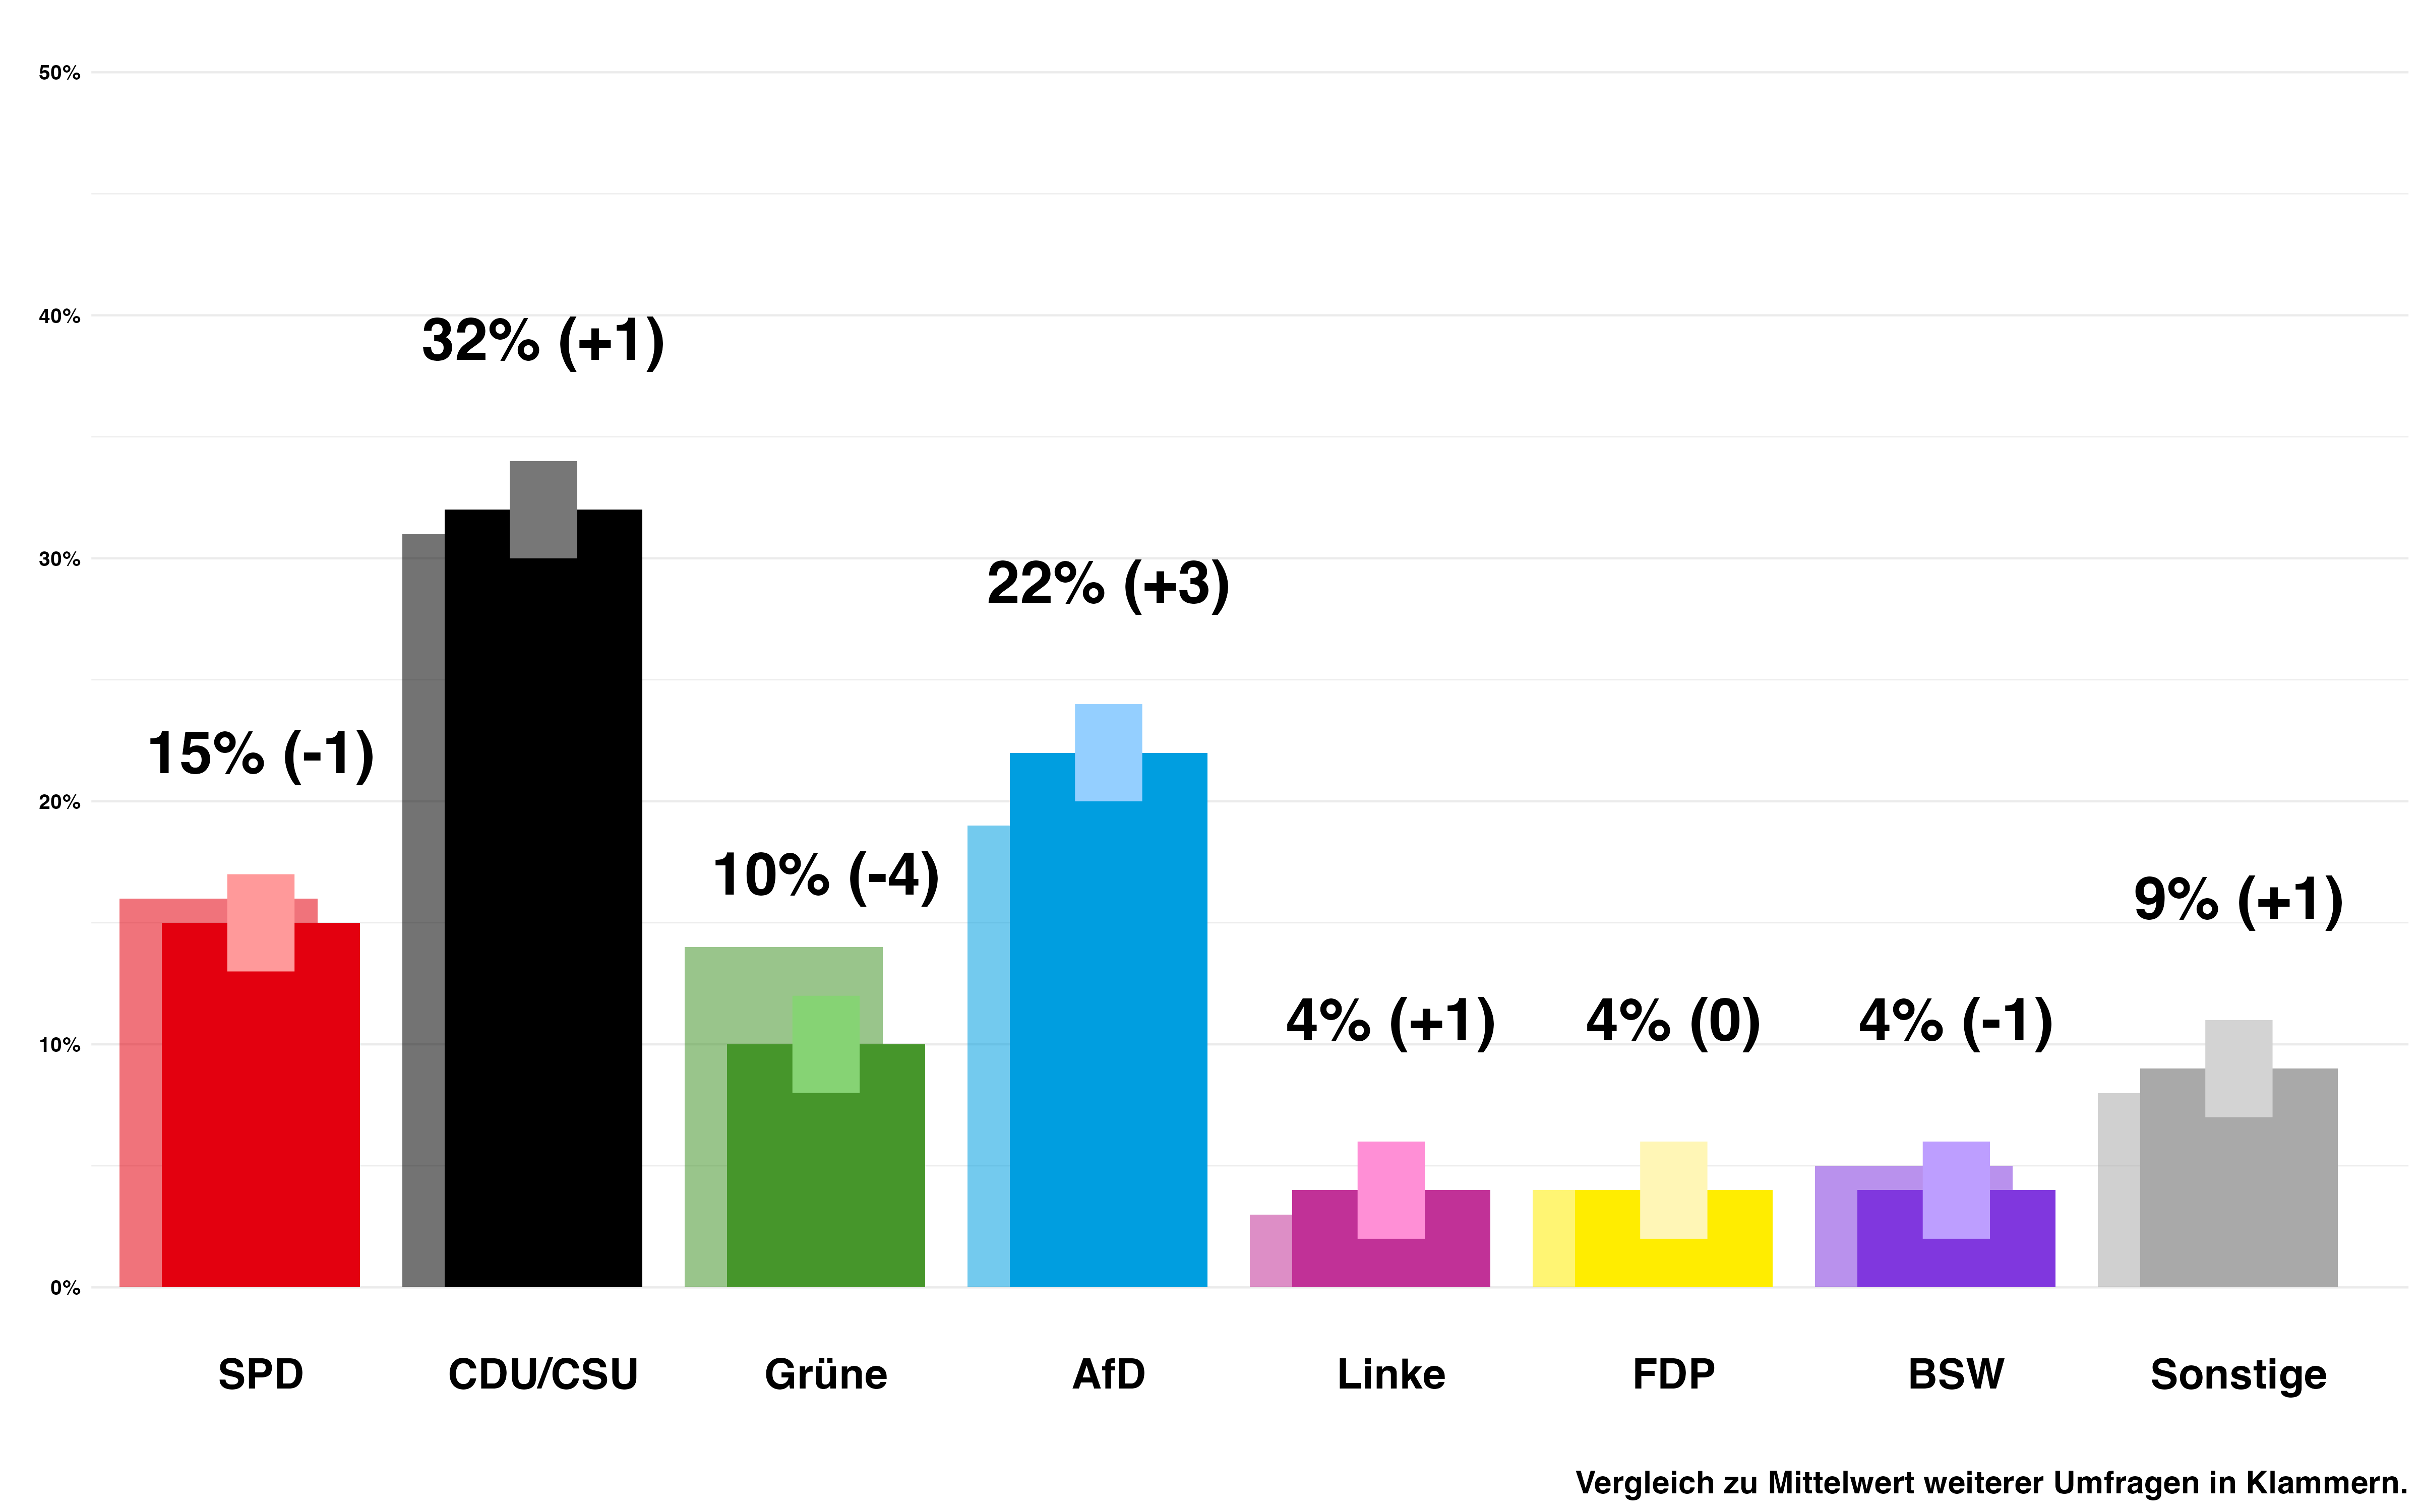 50%
40%
30%
20%
10%
0%
15% (-1)
32% (+1)
10% (-4)
22% (+3)
4% (+1)
4% (0)
4% (-1)
9% (+1)
SPD
CDU/CSU
Grüne
AfD
Linke
FDP
BSW
Sonstige
Vergleich zu Mittelwert weiterer Umfragen in Klammern.